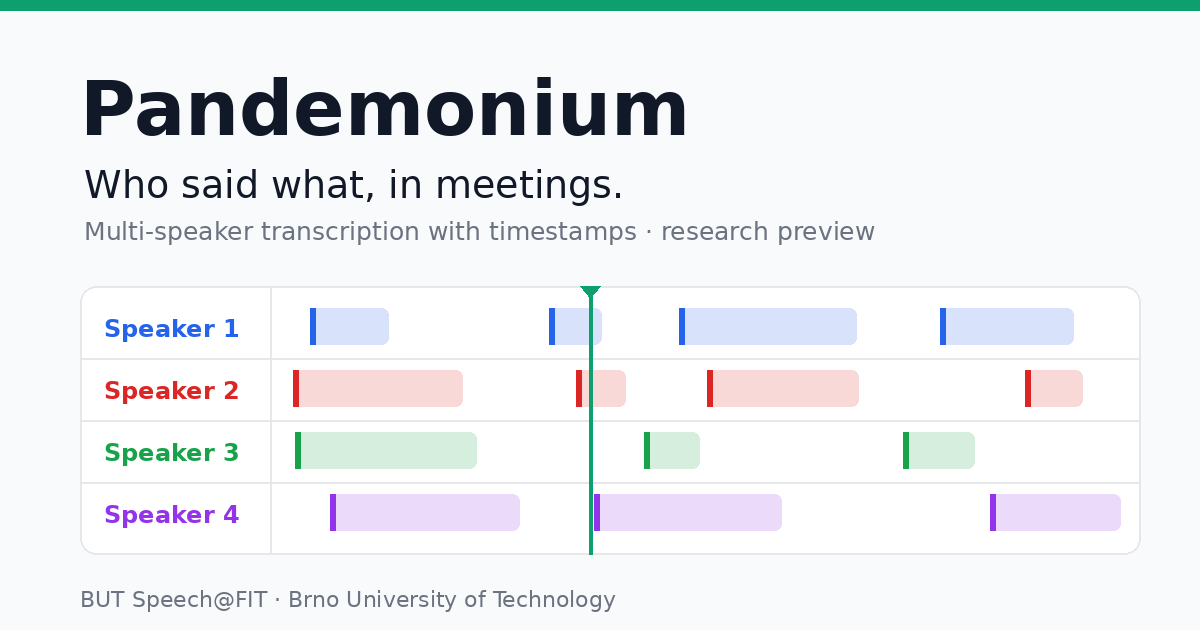 Pandemonium
Who said what, in meetings.
Multi-speaker transcription with timestamps · research preview
Speaker 1
Speaker 2
Speaker 3
Speaker 4
BUT Speech@FIT · Brno University of Technology